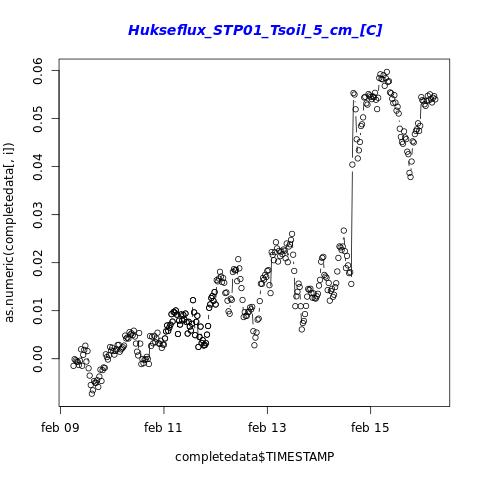 Hukseflux_STP01_Tsoil_5_cm_[C]
as.numeric(completedata[, i])
0.06
0.05
0.04
0.03
0.02
0.01
0.00
feb 09 feb 11 feb 13 feb 15
completedata$TIMESTAMP